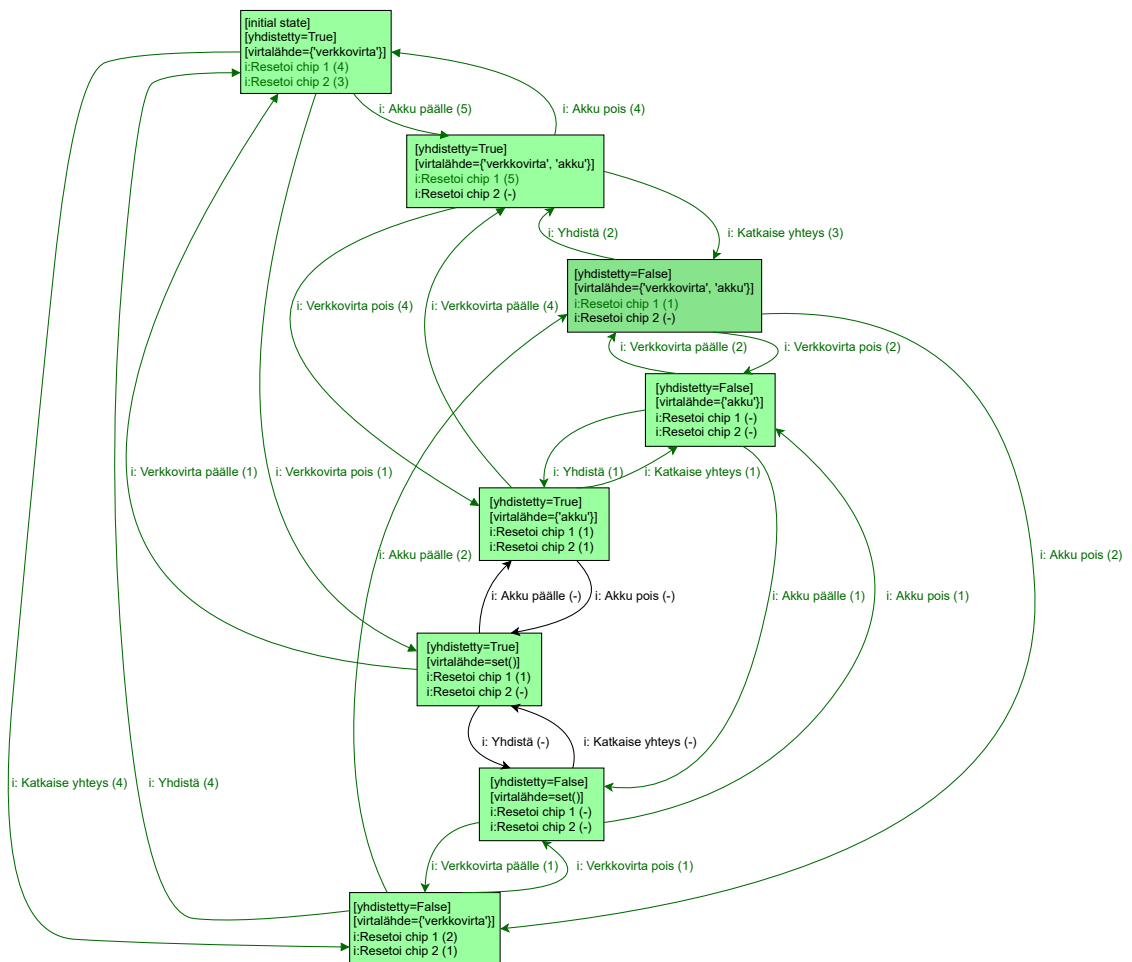 [initial state]
[yhdistetty=True]
[virtalähde={'verkkovirta'}]
i:Resetoi chip 1 (4)
i:Resetoi chip 2 (3)
i: Akku päälle (5)
i: Akku pois (4)
[yhdistetty=True]
[virtalähde={'verkkovirta', 'akku'}]
i:Resetoi chip 1 (5)
i:Resetoi chip 2 (-)
i: Yhdistä (2)
i: Katkaise yhteys (3)
[yhdistetty=False]
[virtalähde={'verkkovirta', 'akku'}]
i:Resetoi chip 1 (1)
i:Resetoi chip 2 (-)
i: Verkkovirta pois (4)
i: Verkkovirta päälle (4)
i: Verkkovirta päälle (2)
i: Verkkovirta pois (2)
[yhdistetty=False]
[virtalähde={'akku'}]
i:Resetoi chip 1 (-)
i:Resetoi chip 2 (-)
i: Verkkovirta päälle (1)
i: Verkkovirta pois (1)
i: Yhdistä (1)
i: Katkaise yhteys (1)
[yhdistetty=True]
[virtalähde={'akku'}]
i:Resetoi chip 1 (1)
i:Resetoi chip 2 (1)
i: Akku päälle (2)
i: Akku pois (2)
i: Akku päälle (-)
i: Akku pois (-)
i: Akku päälle (1)
i: Akku pois (1)
[yhdistetty=True]
[virtalähde=set()]
i:Resetoi chip 1 (1)
i:Resetoi chip 2 (-)
i: Yhdistä (-)
i: Katkaise yhteys (-)
i: Katkaise yhteys (4)
i: Yhdistä (4)
[yhdistetty=False]
[virtalähde=set()]
i:Resetoi chip 1 (-)
i:Resetoi chip 2 (-)
i: Verkkovirta päälle (1)
i: Verkkovirta pois (1)
[yhdistetty=False]
[virtalähde={'verkkovirta'}]
i:Resetoi chip 1 (2)
i:Resetoi chip 2 (1)